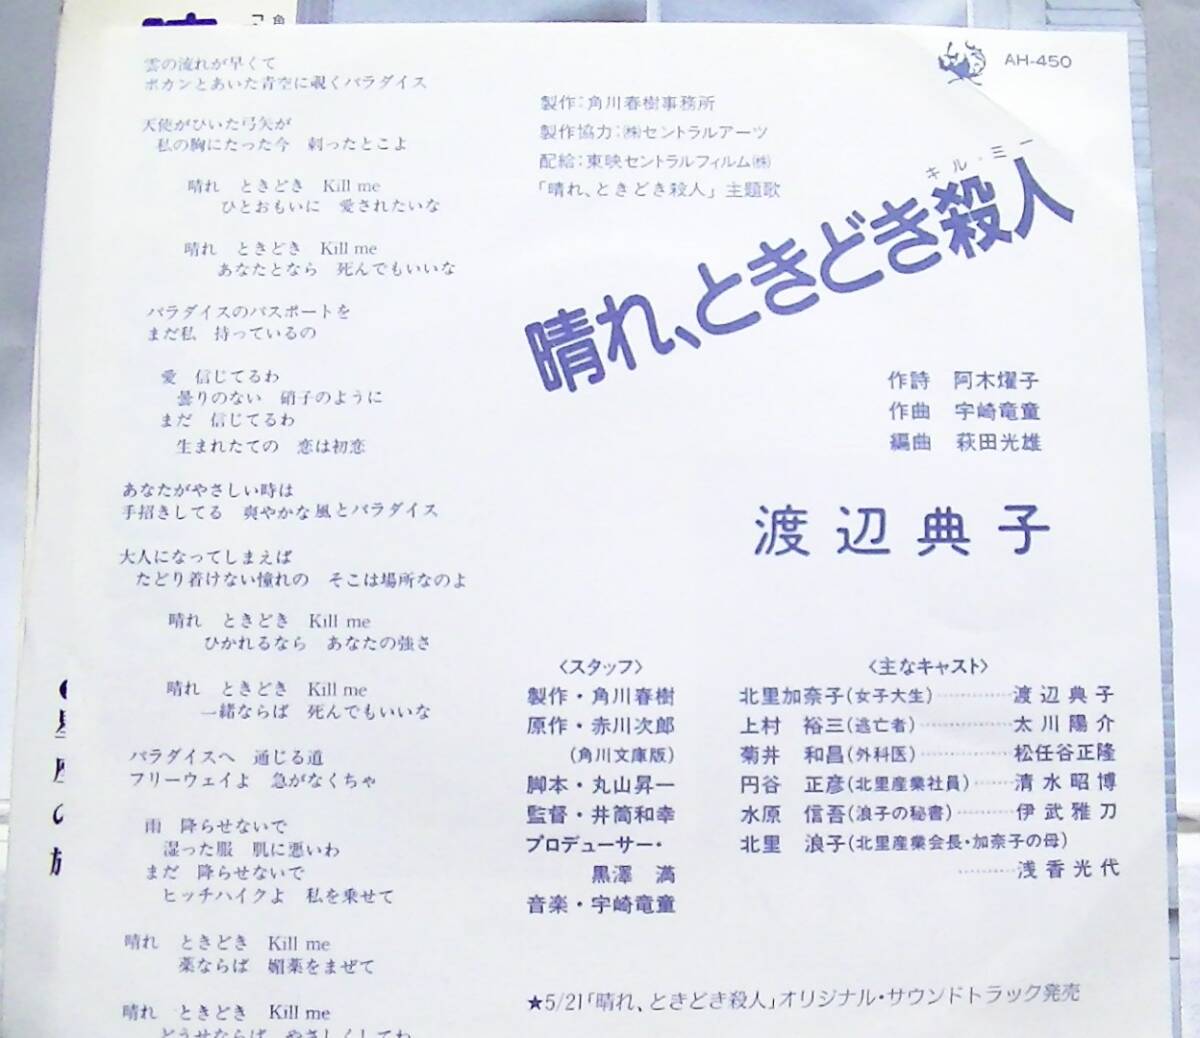 雲の流れが早くて
ポカンとあいた青空に覗くパラダイス
天使がひいた弓矢が
私の胸にたった今 刺ったとこよ
晴れ ときどき Kill me
ひとおもいに 愛されたいな
晴れ ときどき Kill me
あなたとなら 死んでもいいな
パラダイスのパスポートを
まだ私 持っているの
愛 信じてるわ
曇りのない 硝子のように
まだ 信じてるわ
生まれたての 恋は初恋
あなたがやさしい時は
手招きしてる 爽やかな風とパラダイス
大人になってしまえば
たどり着けない憧れの そこは場所なのよ
晴れ ときどき Kill me
ひかれるなら あなたの強さ
晴れ ときどき Kill me
一緒ならば 死んでもいいな
パラダイスへ 通じる道
フリーウェイよ 急がなくちゃ
雨 降らせないで
湿った服 肌に悪いわ
まだ 降らせないで
ヒッチハイクよ 私を乗せて
晴れ ときどき Kill me
薬ならば 媚薬をまぜて
晴れ ときどき Kill me
どうせならば やさしくしてね
AH-450
製作:角川春樹事務所
製作協力:㈱セントラルアーツ
配給:東映セントラルフィルム㈱
「晴れ、ときどき殺人」主題歌
キル・ミー
晴れ、ときどき殺人
作詩 阿木燿子
作曲 宇崎竜童
編曲 萩田光雄
渡辺典子
〈スタッフ〉
製作・角川春樹
原作・赤川次郎
(角川文庫版)
脚本・丸山昇一
監督・井筒和幸
プロデューサー・
黒澤 満
音楽・宇崎竜童
〈主なキャスト〉
北里加奈子(女子大生)…………渡辺典子
上村 裕三(逃亡者)……………太川陽介
菊井 和昌(外科医)……………松任谷正隆
円谷 正彦(北里産業社員)……清水昭博
水原 信吾(浪子の秘書)………伊武雅刀
北里 浪子(北里産業会長・加奈子の母)
………浅香光代
★5/21「晴れ、ときどき殺人」オリジナル・サウンドトラック発売